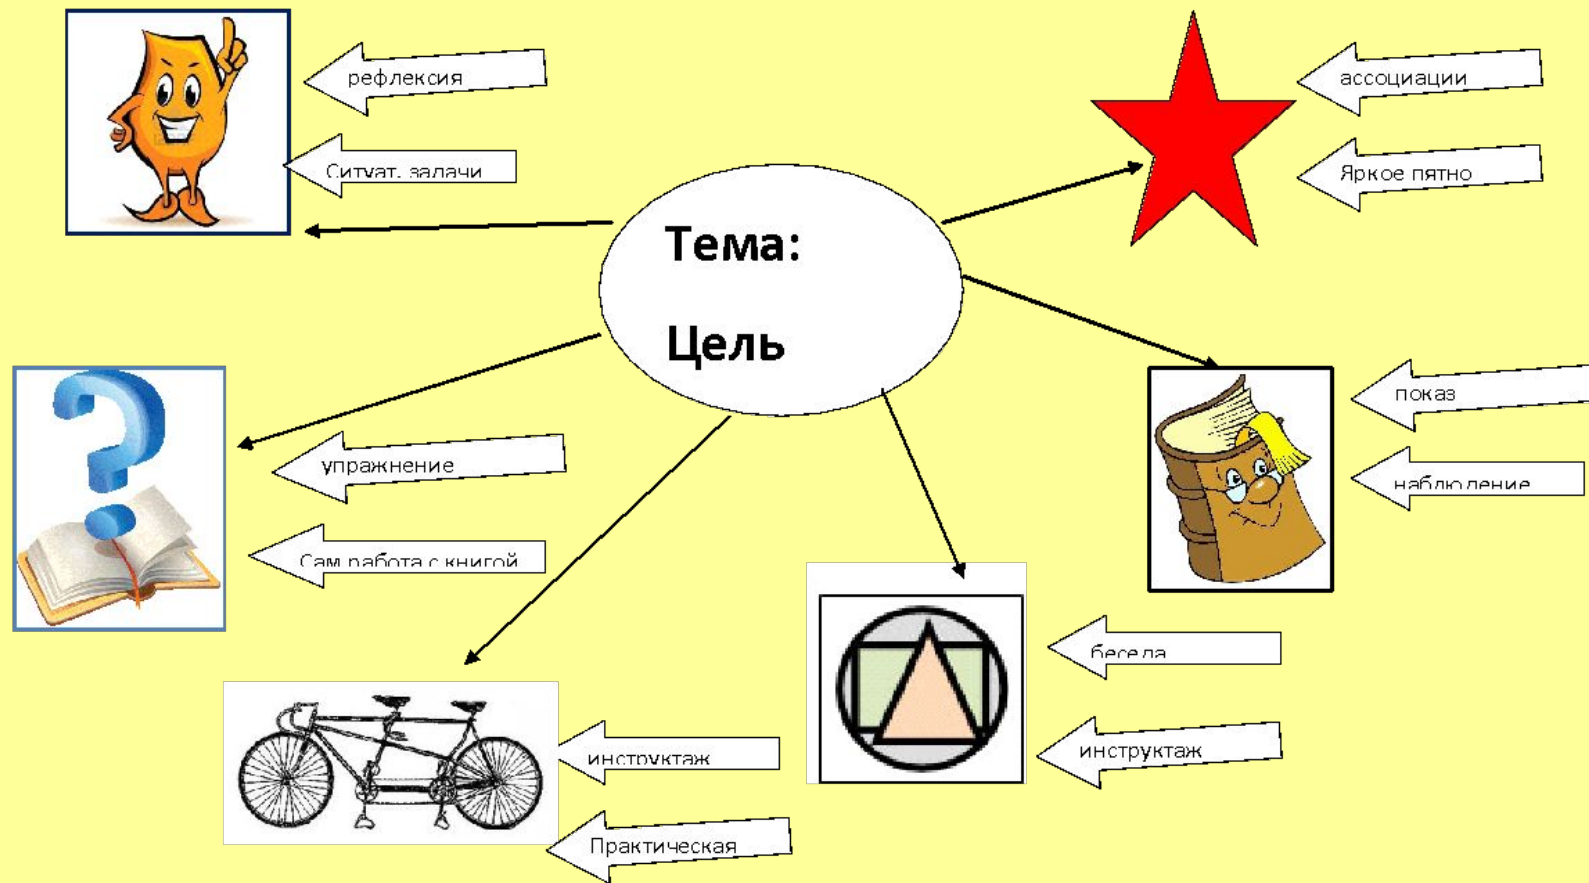 рефлексия
Ситуат. задачи
Тема:
Цель
ассоциации
Яркое пятно
показ
наблюдение
упражнение
Сам работа с книгой
беседа
инструктаж
инструктаж
Практическая